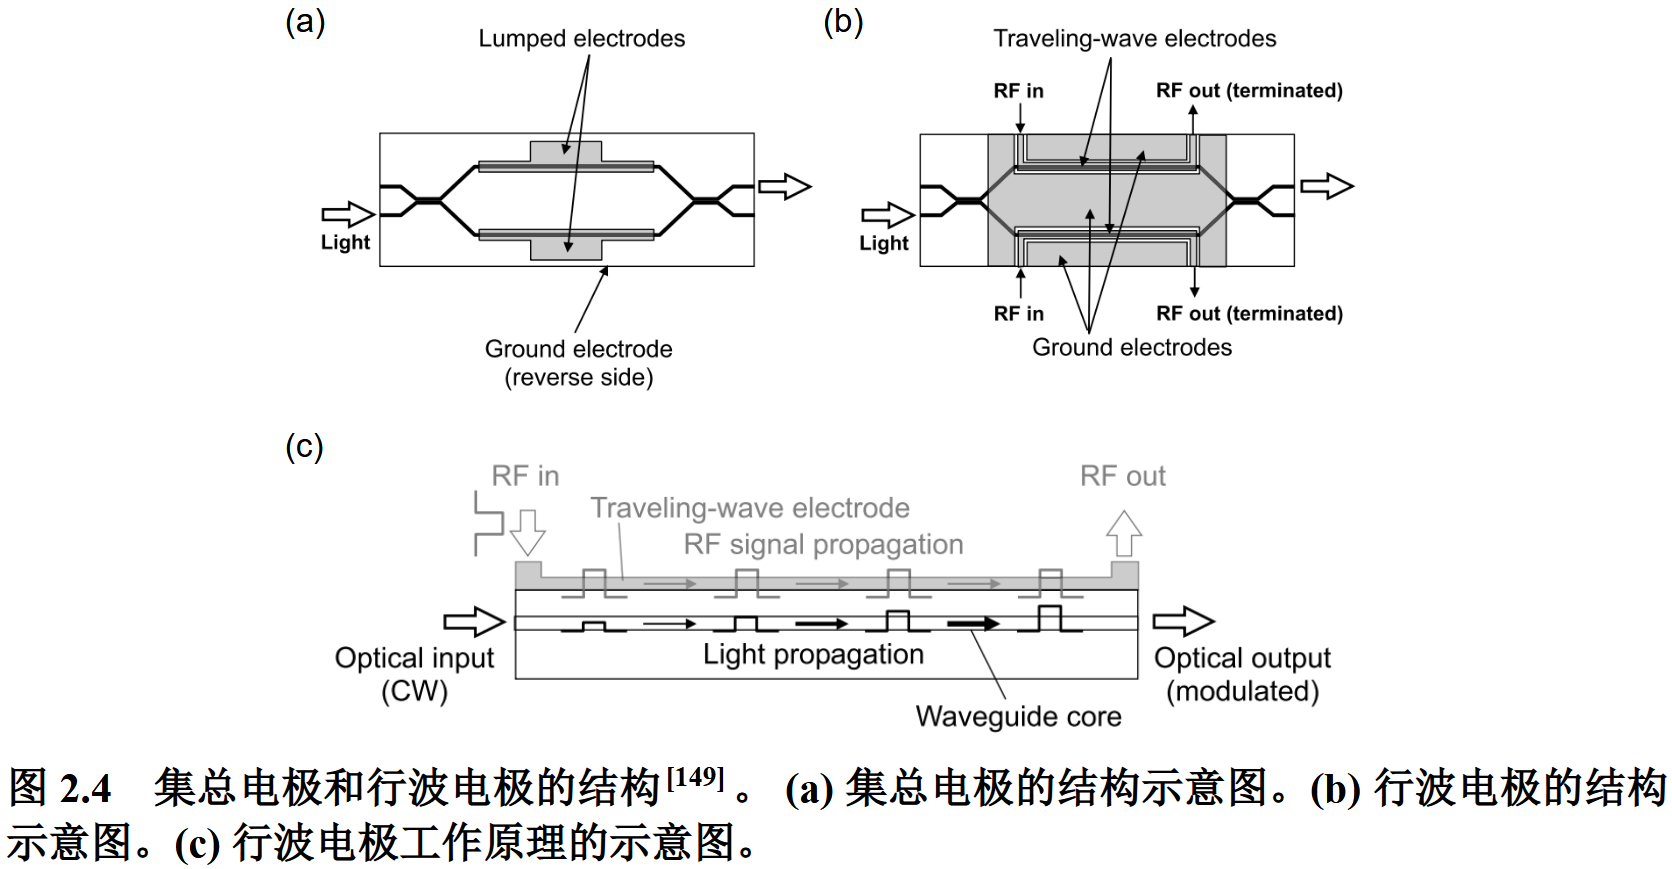 (a)
Lumped electrodes
Light
Ground electrode
(reverse side)
(b)
Traveling-wave electrodes
RF in
RF out (terminated)
Light
RF in
RF out (terminated)
Ground electrodes
(c)
RF in
RF out
Traveling-wave electrode
RF signal propagation
Optical input
(CW)
Light propagation
Optical output
(modulated)
Waveguide core
图 2.4 集总电极和行波电极的结构[149]。 (a) 集总电极的结构示意图。(b) 行波电极的结构
示意图。(c) 行波电极工作原理的示意图。